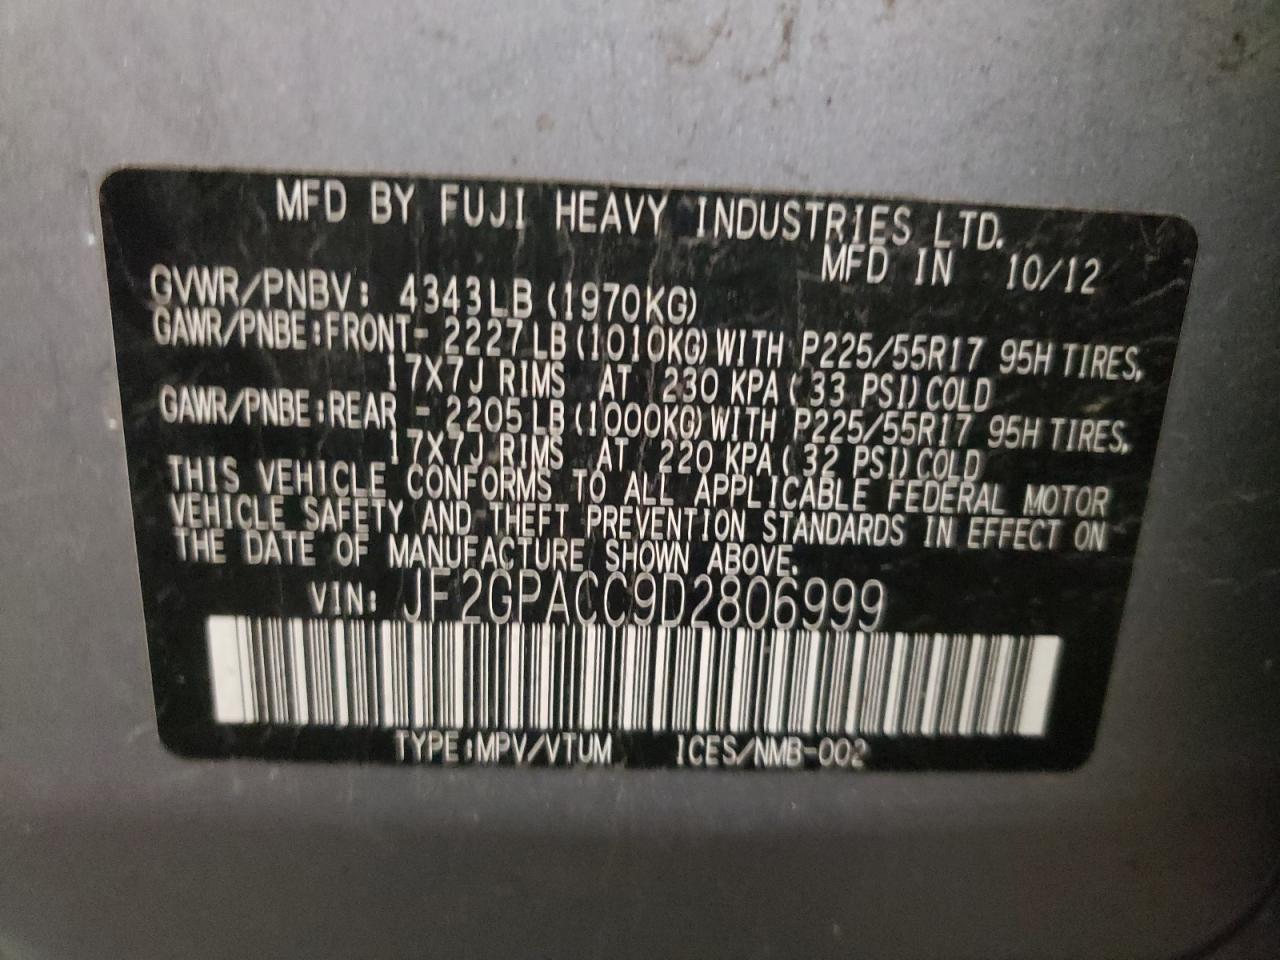 MFD BY FUJI HEAVY INDUSTRIES LTD.
MFD IN 10/12
GVWR/PNBV: 4343LB (1970KG)
GAWR/PNBE:FRONT- 2227 LB (1010KG) WITH P225/55R17 95H TIRES,
17X7J RIMS AT 230 KPA ( 33 PSI) COLD
GAWR/PNBE:REAR - 2205 LB (1000KG) WITH P225/55R17 95H TIRES,
17X7J RIMS AT 220 KPA ( 32 PSI) COLD
THIS VEHICLE CONFORMS TO ALL APPLICABLE FEDERAL MOTOR
VEHICLE SAFETY AND THEFT PREVENTION STANDARDS IN EFFECT ON
THE DATE OF MANUFACTURE SHOWN ABOVE.
VIN: JF2GPACC9D2806999
TYPE:MPV/VTUM ICES/NMB-002